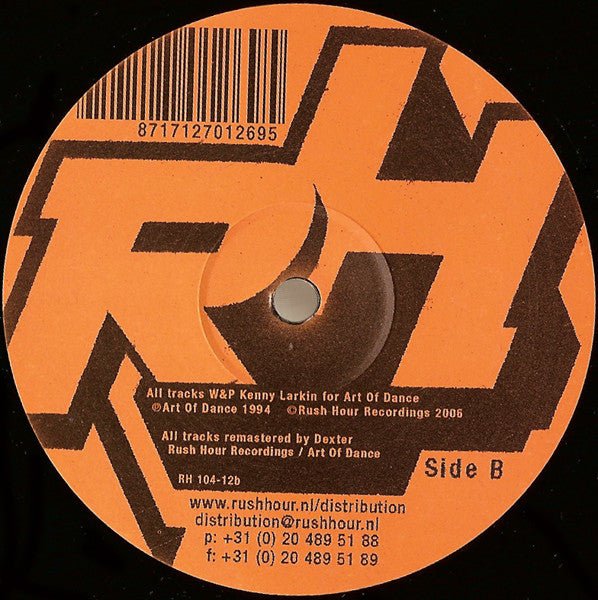 8717127012695
RH
All tracks W&P Kenny Larkin for Art Of Dance
℗Art Of Dance 1994 ©Rush Hour Recordings 2006
All tracks remastered by Dexter
Rush Hour Recordings / Art Of Dance
Side B
RH 104-12b
www.rushhour.nl/distribution
distribution@rushhour.nl
p: +31 (0) 20 489 51 88
f: +31 (0) 20 489 51 89